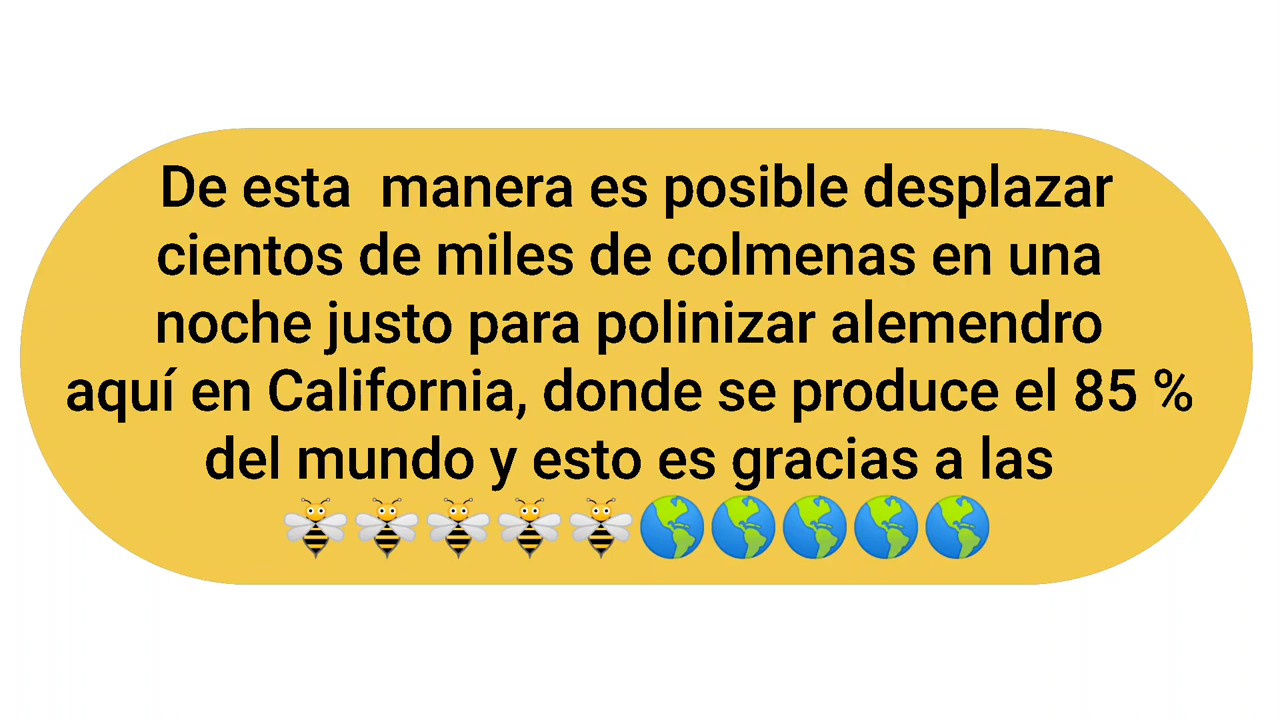 De esta  manera es posible desplazar
cientos de miles de colmenas en una
noche justo para polinizar alemendro
aquí en California, donde se produce el 85 %
del mundo y esto es gracias a las
🐝🐝🐝🐝🐝🌎🌎🌎🌎🌎